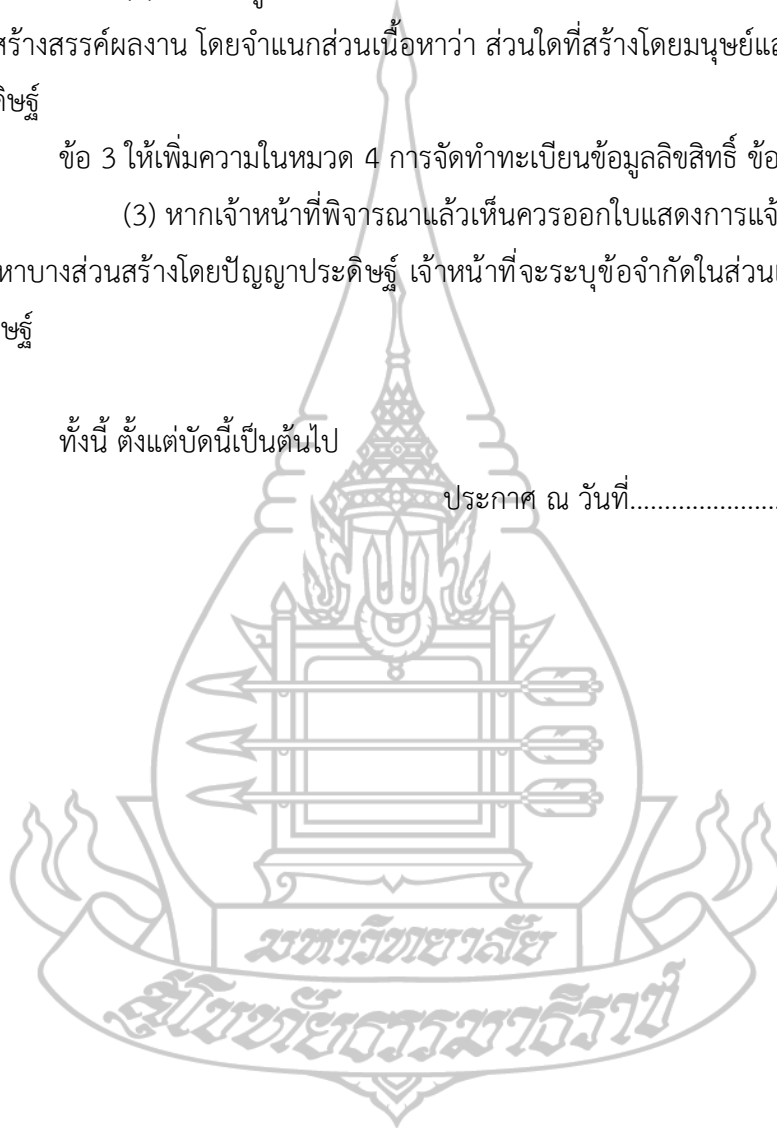 สร้างสรรค์ผลงาน โดยจำแนกส่วนเนื้อหาว่า ส่วนใดที่สร้างโดยมนุษย์แล
ดิษฐ์
ข้อ 3 ให้เพิ่มความในหมวด 4 การจัดทำทะเบียนข้อมูลลิขสิทธิ์ ข้อ
(3) หากเจ้าหน้าที่พิจารณาแล้วเห็นควรออกใบแสดงการแจ้
หาบางส่วนสร้างโดยปัญญาประดิษฐ์ เจ้าหน้าที่จะระบุข้อจำกัดในส่วนเ
ษฐ์
ทั้งนี้ ตั้งแต่บัดนี้เป็นต้นไป
ประกาศ ณ วันที่......................
มหาวิทยาลัย
สุโขทัยธรรมาธิราช